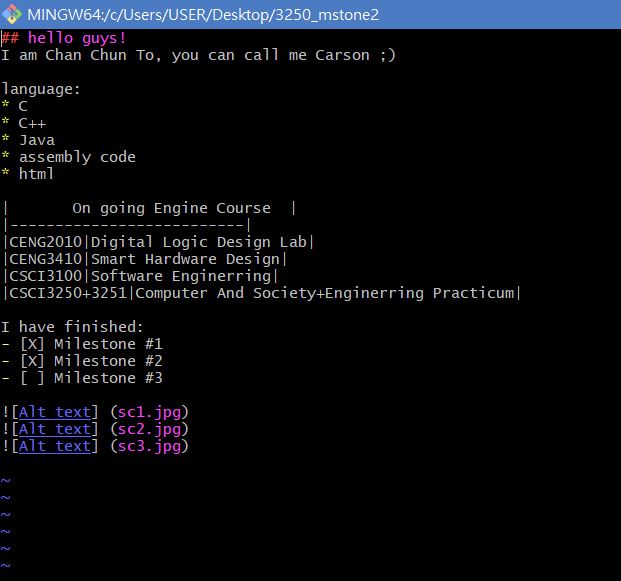 MINGW64:/c/Users/USER/Desktop/3250_mstone2
## hello guys!
I am Chan Chun To, you can call me Carson ;)
language:
* C
* C++
* Java
* assembly code
* html
|       On going Engine Course  |
|--------------------------|
|CENG2010|Digital Logic Design Lab|
|CENG3410|Smart Hardware Design|
|CSCI3100|Software Enginerring|
|CSCI3250+3251|Computer And Society+Enginerring Practicum|
I have finished:
- [X] Milestone #1
- [X] Milestone #2
- [ ] Milestone #3
![Alt text] (sc1.jpg)
![Alt text] (sc2.jpg)
![Alt text] (sc3.jpg)
~
~
~
~
~
~